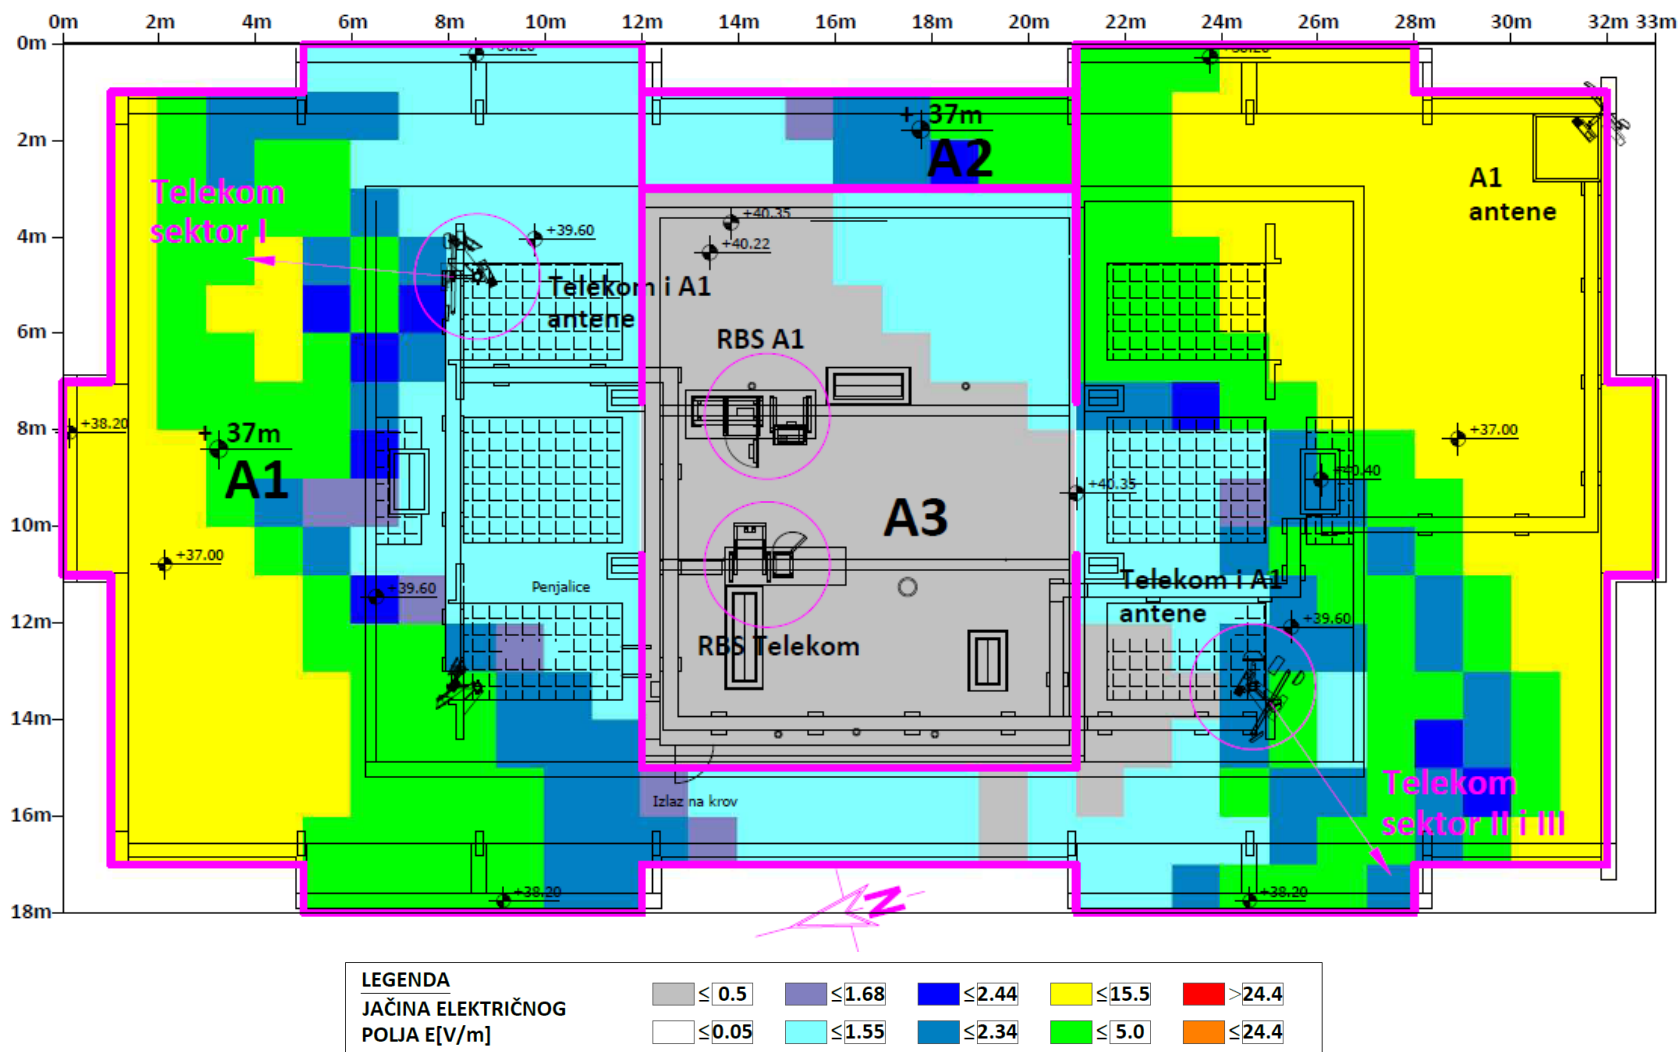 0m 2m 4m 6m 8m 10m 12m 14m 16m 18m 20m 22m 24m 26m 28m 30m 32m 33m
0m
+38.20
+38.20
+ 37m
A2
2m
A1
antene
Telekom
sektor I
+40.35
+39.60
+40.22
4m
Telekom i A1
antene
6m
RBS A1
+38.20
8m
+ 37m
+37.00
A1
+40.40
+40.35
A3
10m
+37.00
Penjalice
+39.60
Telekom i A1
antene
12m
+39.60
RBS Telekom
14m
Telekom
sektor II i III
Izlaz na krov
16m
+38.20
+38.20
N
18m
LEGENDA
JAČINA ELEKTRIČNOG
POLJA E[V/m]
≤ 0.5 ≤1.68 ≤2.44 ≤15.5 >24.4
≤0.05 ≤1.55 ≤2.34 ≤ 5.0 ≤24.4